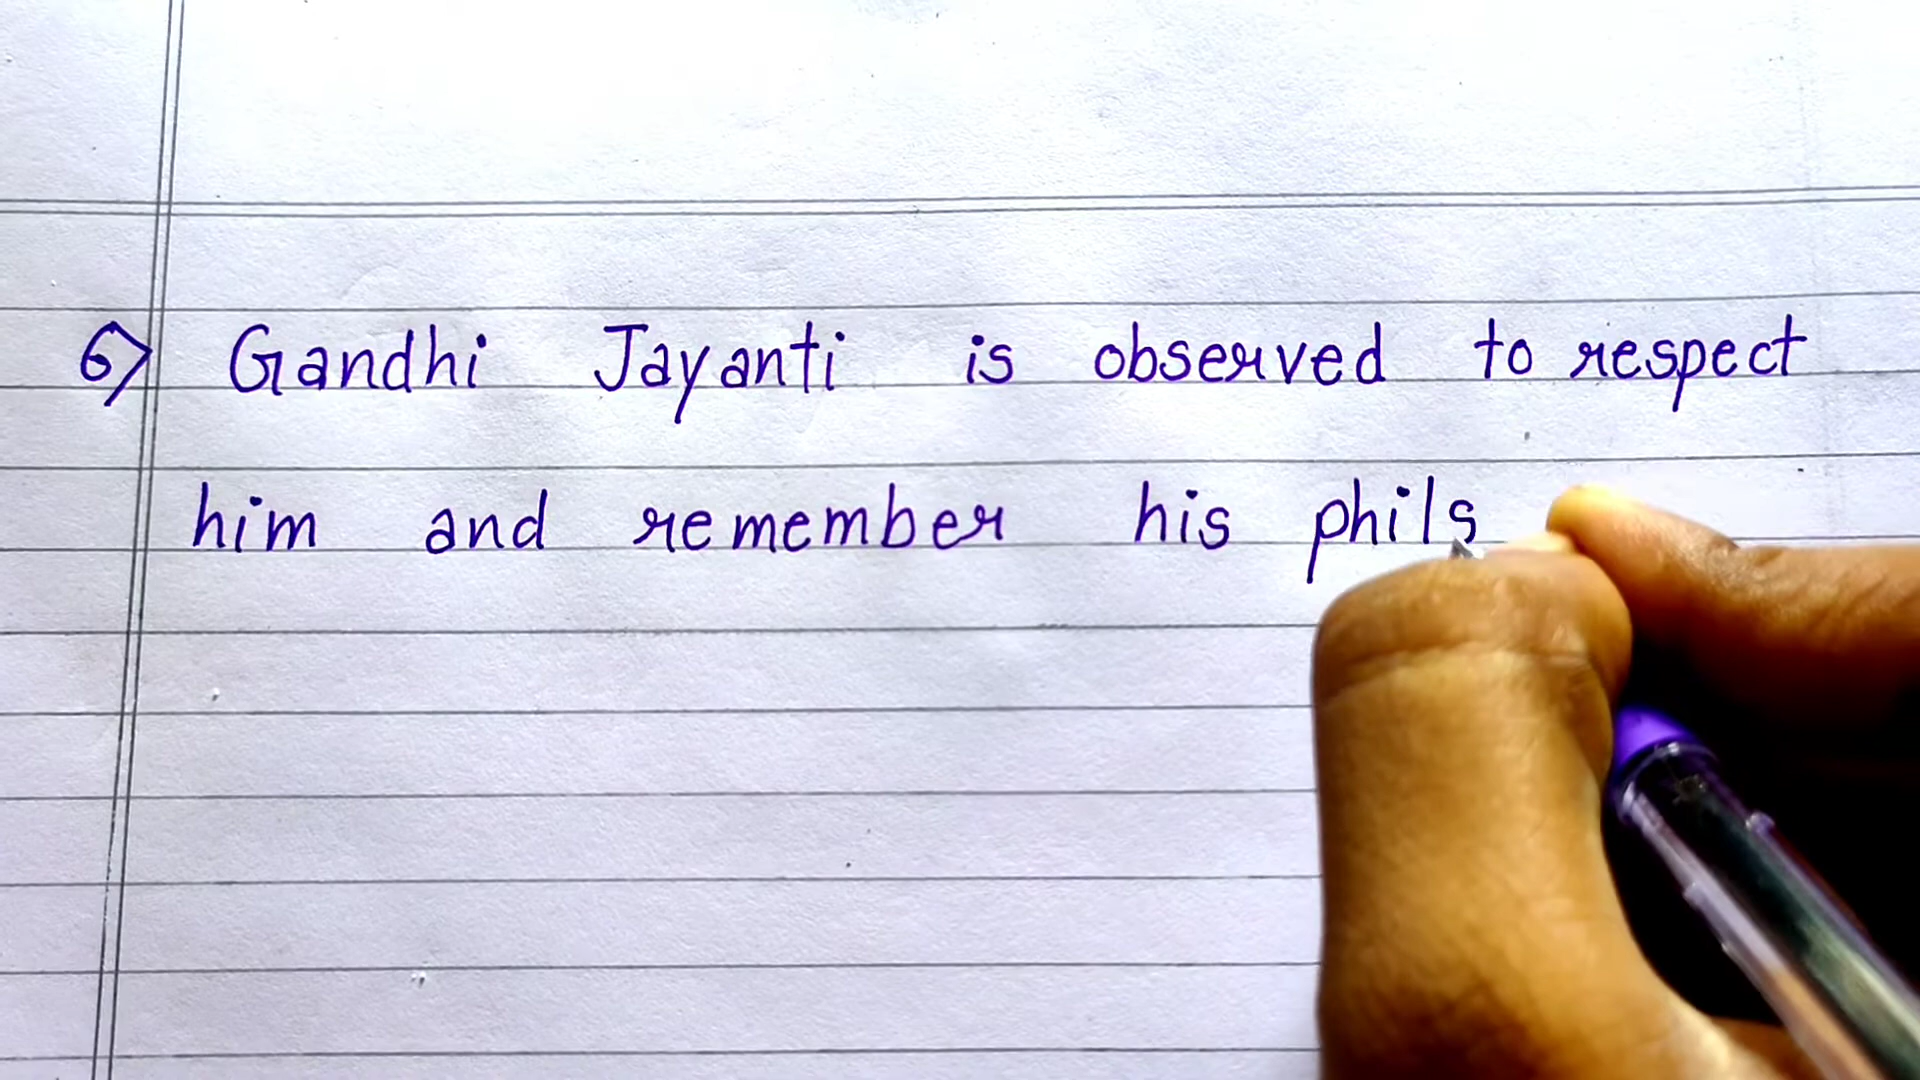 6) Gandhi Jayanti is observed to respect
him and remember his phils